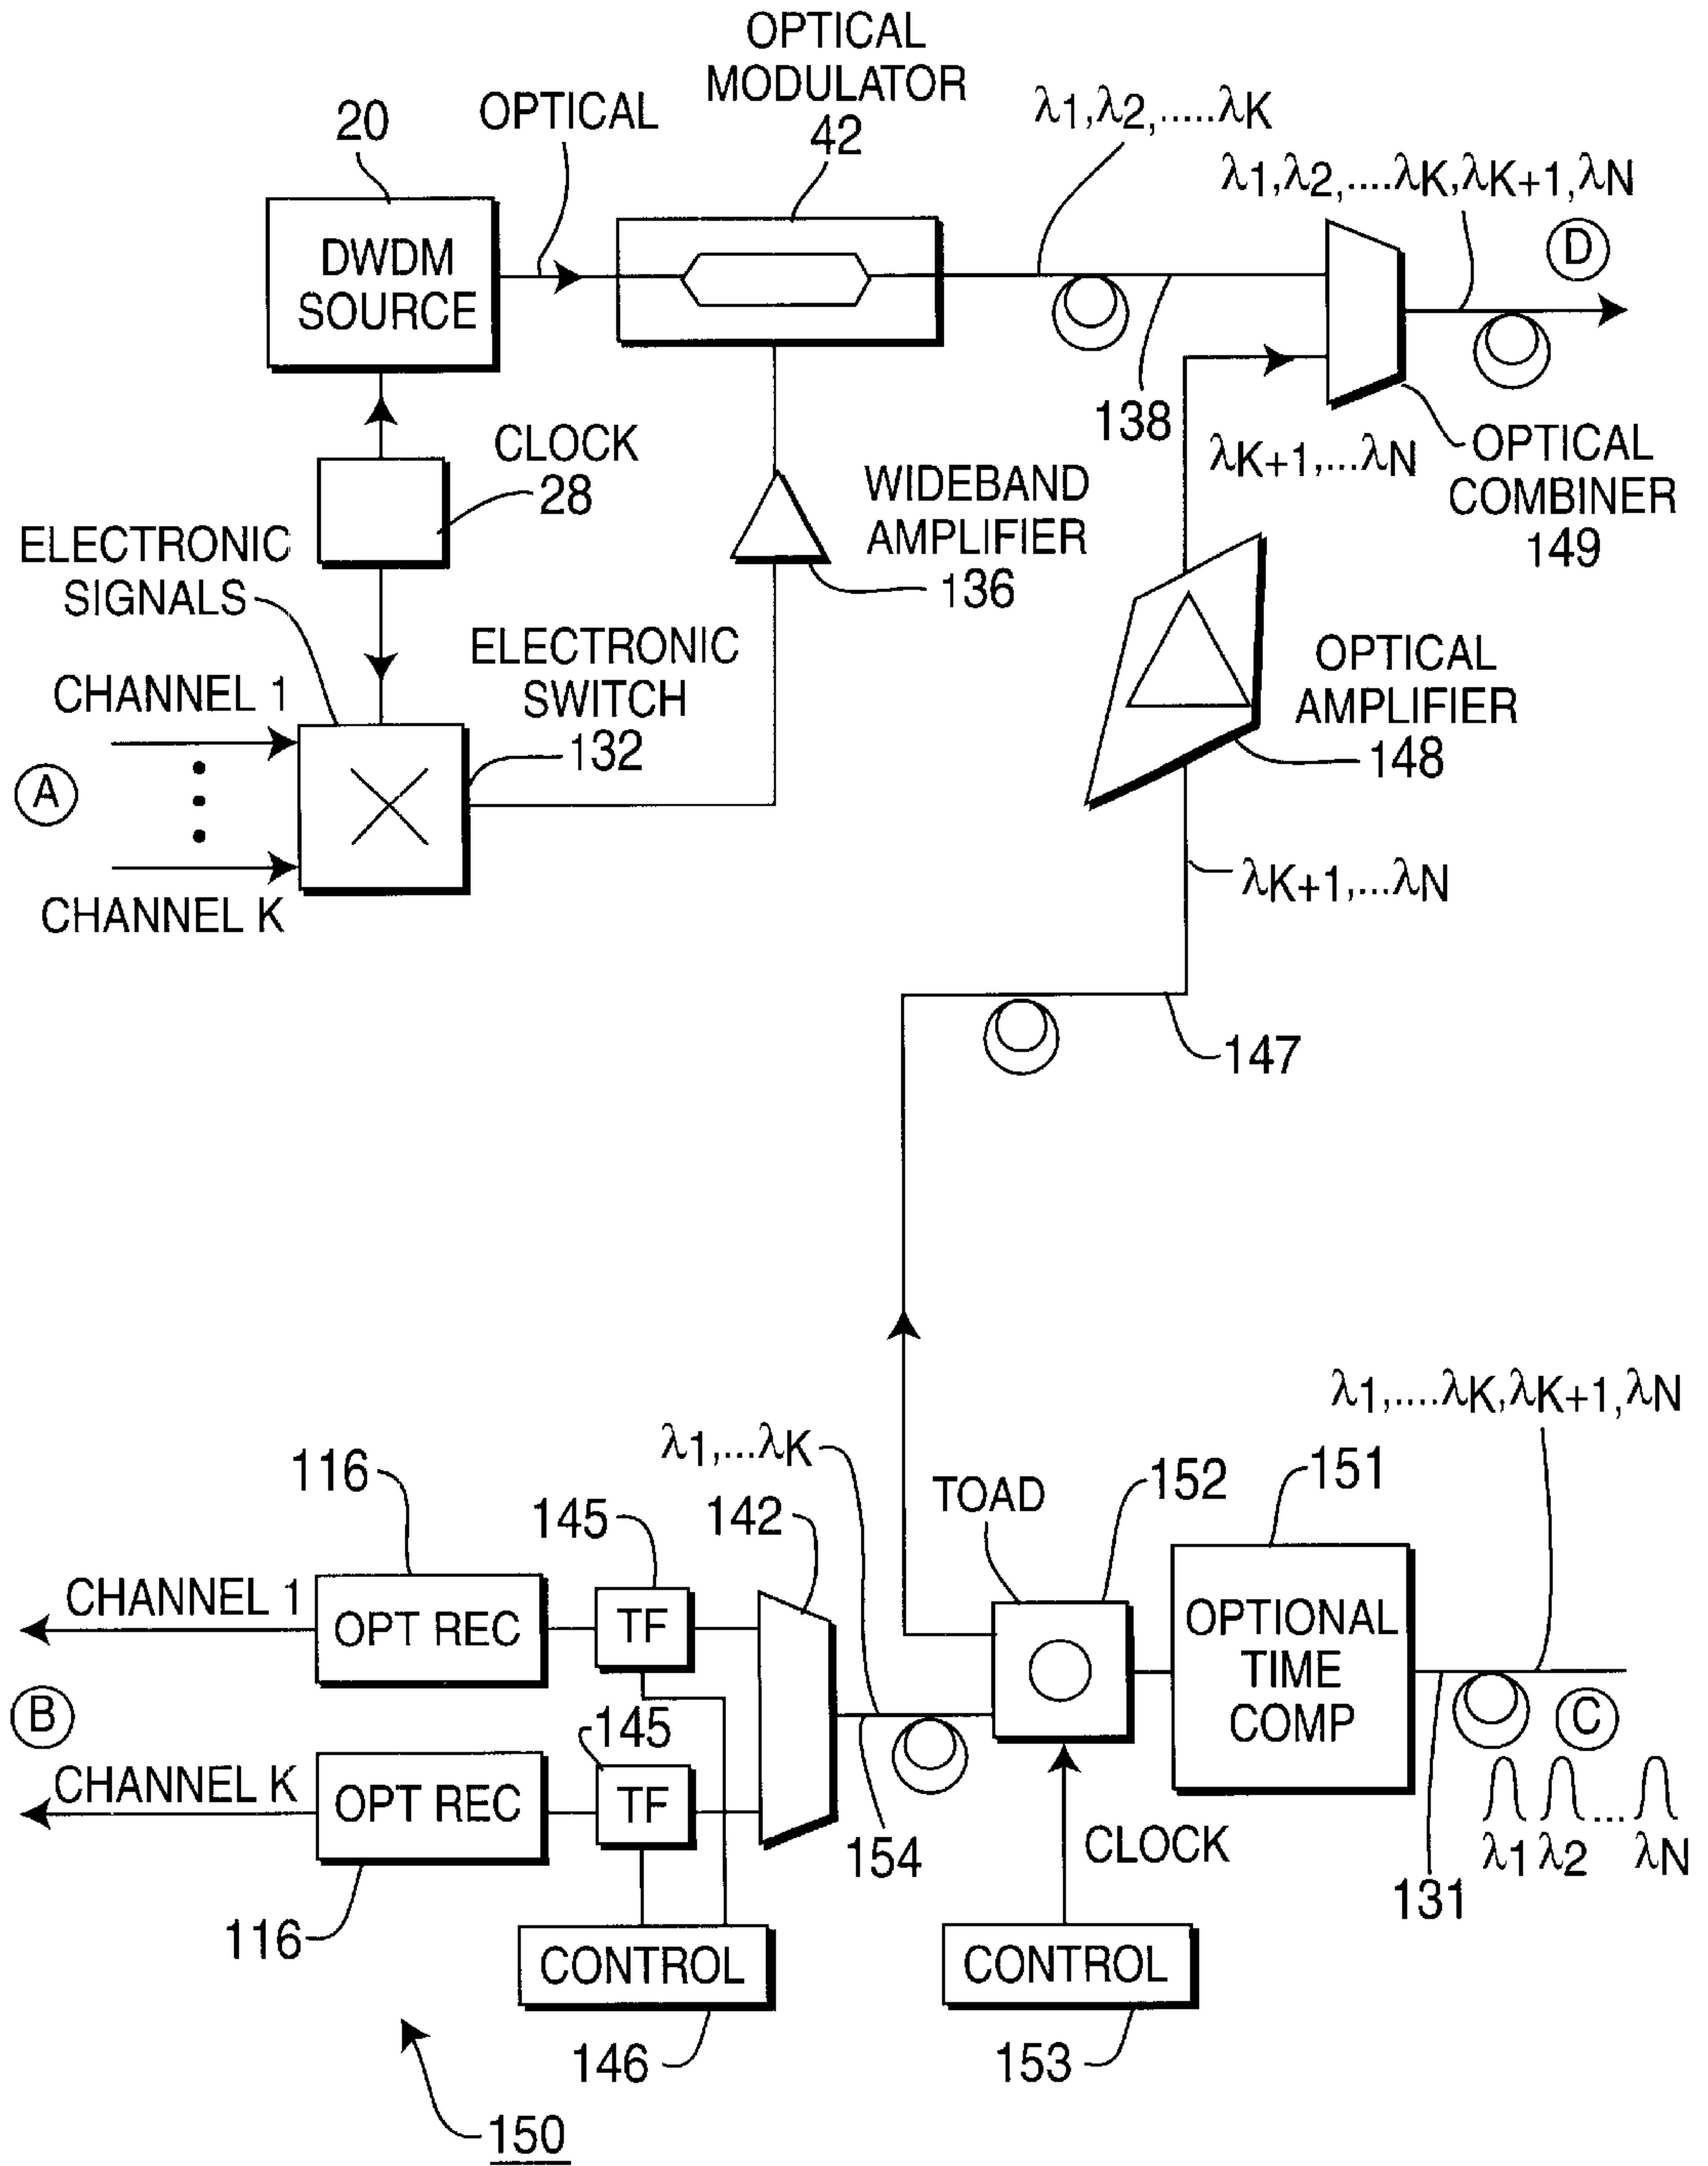 OPTICAL
MODULATOR
42
OPTICAL
20
λ1,λ2,.....λK
λ1,λ2,....λK,λK+1,λN
D
DWDM
SOURCE
138
λK+1,...λN
OPTICAL
COMBINER
149
CLOCK
28
WIDEBAND
AMPLIFIER
136
ELECTRONIC
SIGNALS
ELECTRONIC
SWITCH
132
CHANNEL 1
A
CHANNEL K
OPTICAL
AMPLIFIER
148
λK+1,...λN
147
λ1,....λK,λK+1,λN
λ1,...λK
116
145
142
TOAD
152
151
CHANNEL 1
OPT REC
TF
OPTIONAL
TIME
COMP
B
145
C
CHANNEL K
OPT REC
TF
154
CLOCK
131
λ1 λ2 ... λN
116
CONTROL
CONTROL
146
153
150